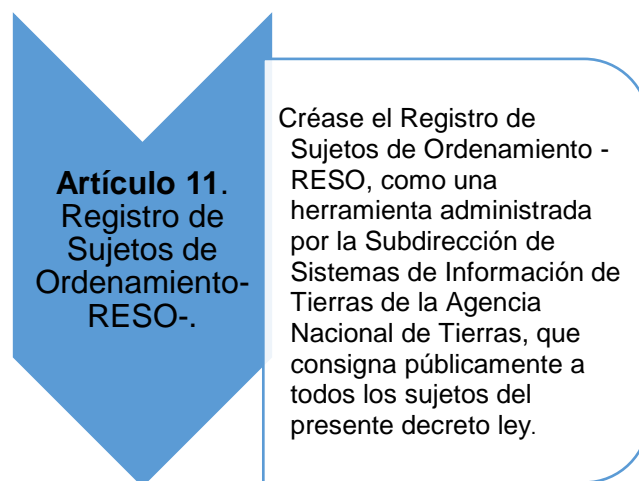 Artículo 11.
Registro de
Sujetos de
Ordenamiento-
RESO-.
Créase el Registro de
Sujetos de Ordenamiento -
RESO, como una
herramienta administrada
por la Subdirección de
Sistemas de Información de
Tierras de la Agencia
Nacional de Tierras, que
consigna públicamente a
todos los sujetos del
presente decreto ley.